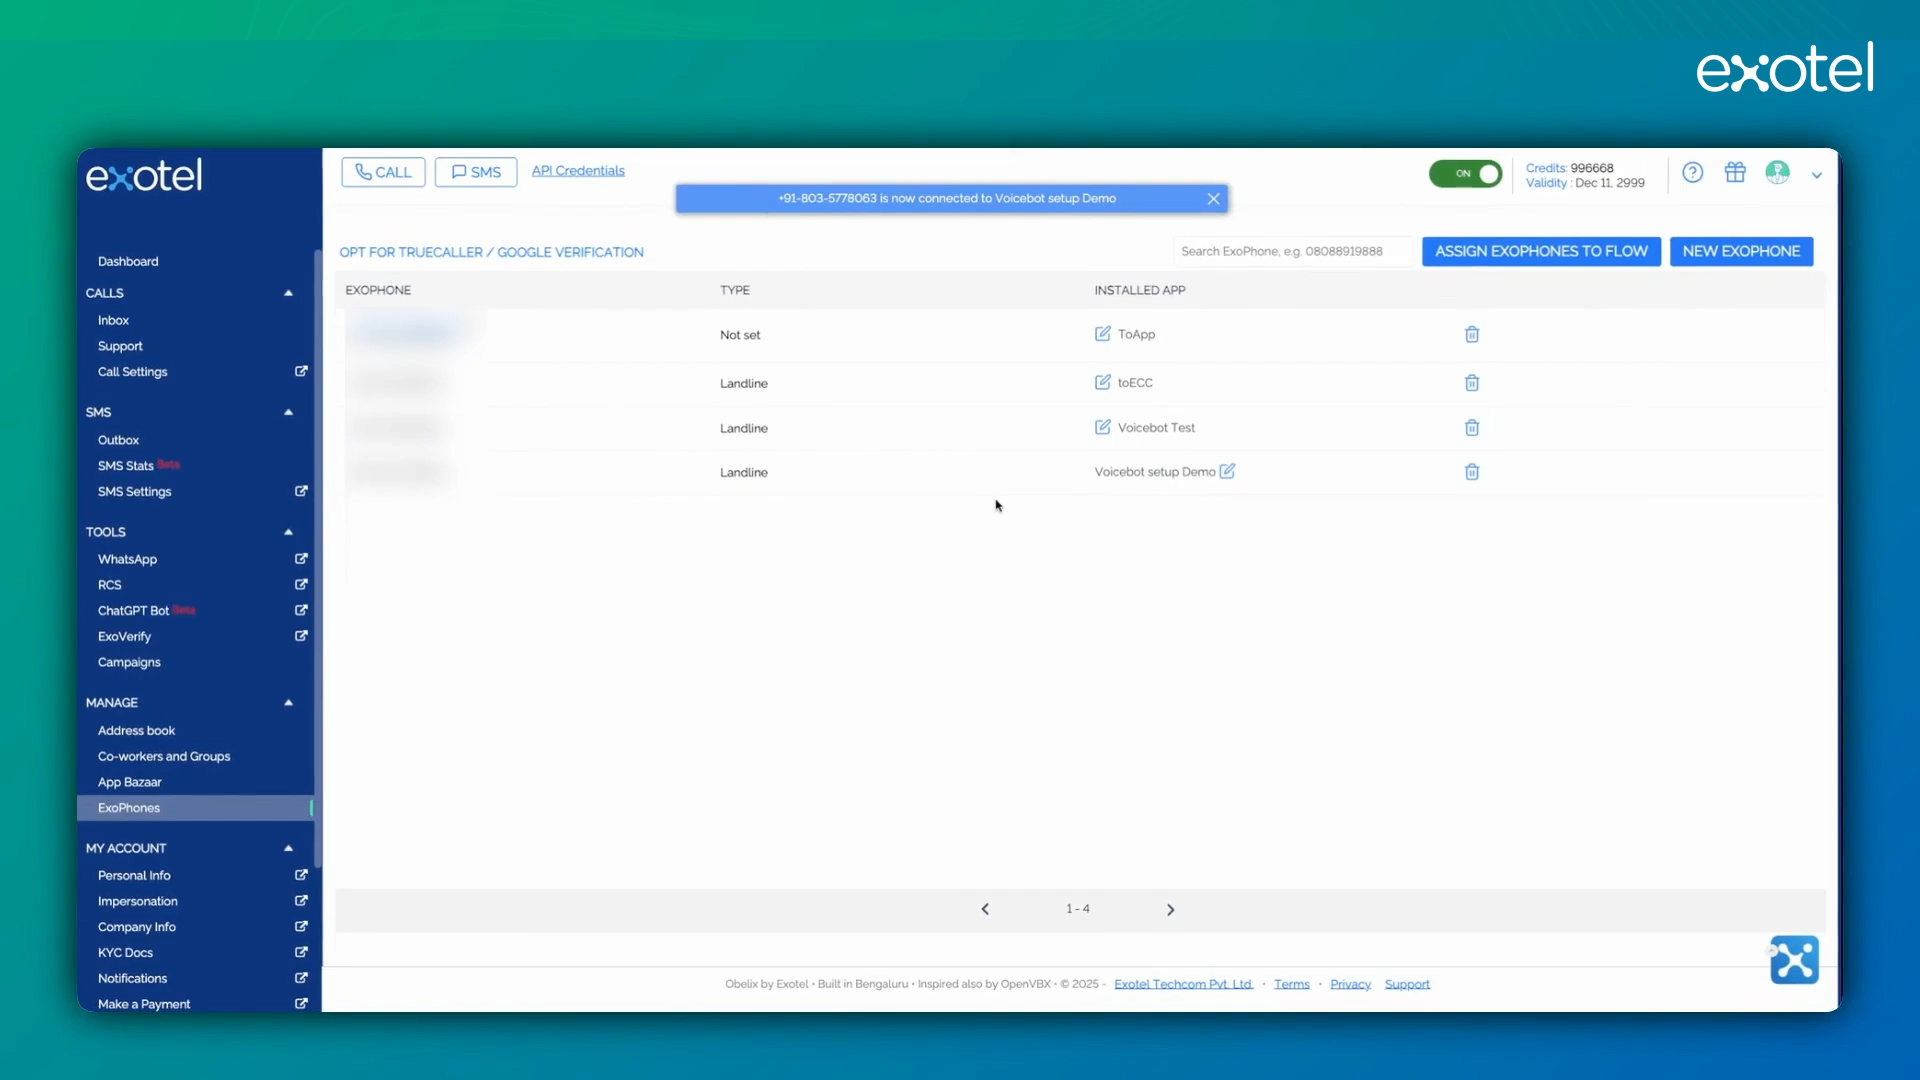 exotel
exotel
CALL
SMS
API Credentials
ON
Credits: 996668
Validity : Dec 11, 2999
+91-803-5778063 is now connected to Voicebot setup Demo
OPT FOR TRUECALLER / GOOGLE VERIFICATION
Search ExoPhone, e.g. 08088919888
ASSIGN EXOPHONES TO FLOW
NEW EXOPHONE
EXOPHONE TYPE INSTALLED APP
Not set ToApp
Landline toECC
Landline Voicebot Test
Landline Voicebot setup Demo
1 - 4
Dashboard
CALLS
Inbox
Support
Call Settings
SMS
Outbox
SMS Stats Beta
SMS Settings
TOOLS
WhatsApp
RCS
ChatGPT Bot Beta
ExoVerify
Campaigns
MANAGE
Address book
Co-workers and Groups
App Bazaar
ExoPhones
MY ACCOUNT
Personal Info
Impersonation
Company Info
KYC Docs
Notifications
Make a Payment
Obelix by Exotel • Built in Bengaluru • Inspired also by OpenVBX • © 2025 - Exotel Techcom Pvt. Ltd. · Terms · Privacy Support